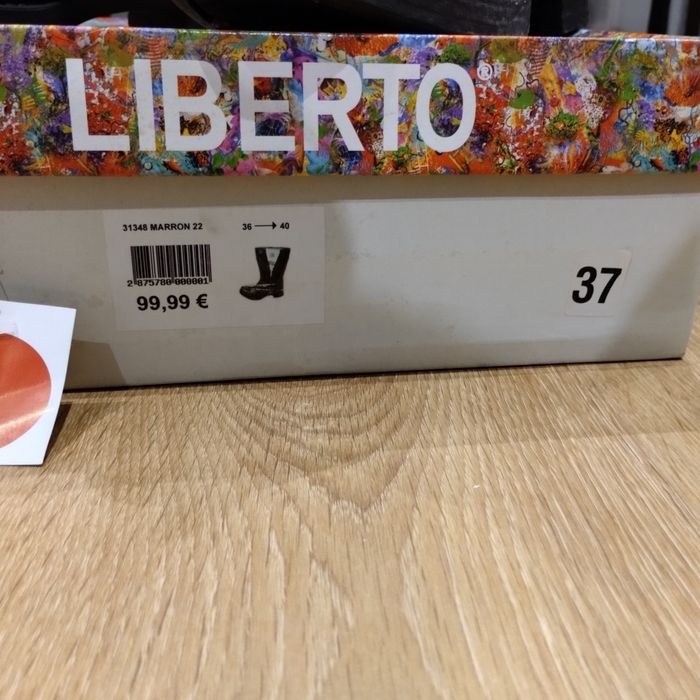 LIBERTO®
31348 MARRON 22
36 → 40
2 875780 000001
99,99 €
37